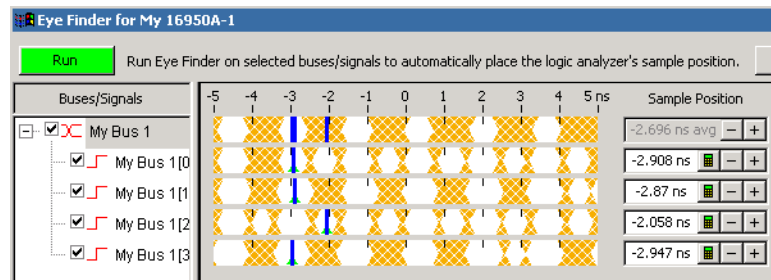 Eye Finder for My 16950A-1
Run Run Eye Finder on selected buses/signals to automatically place the logic analyzer's sample position.
Buses/Signals -5 -4 -3 -2 -1 0 1 2 3 4 5 ns Sample Position
My Bus 1 -2.696 ns avg - +
My Bus 1[0 -2.908 ns - +
My Bus 1[1 -2.87 ns - +
My Bus 1[2 -2.058 ns - +
My Bus 1[3 -2.947 ns - +